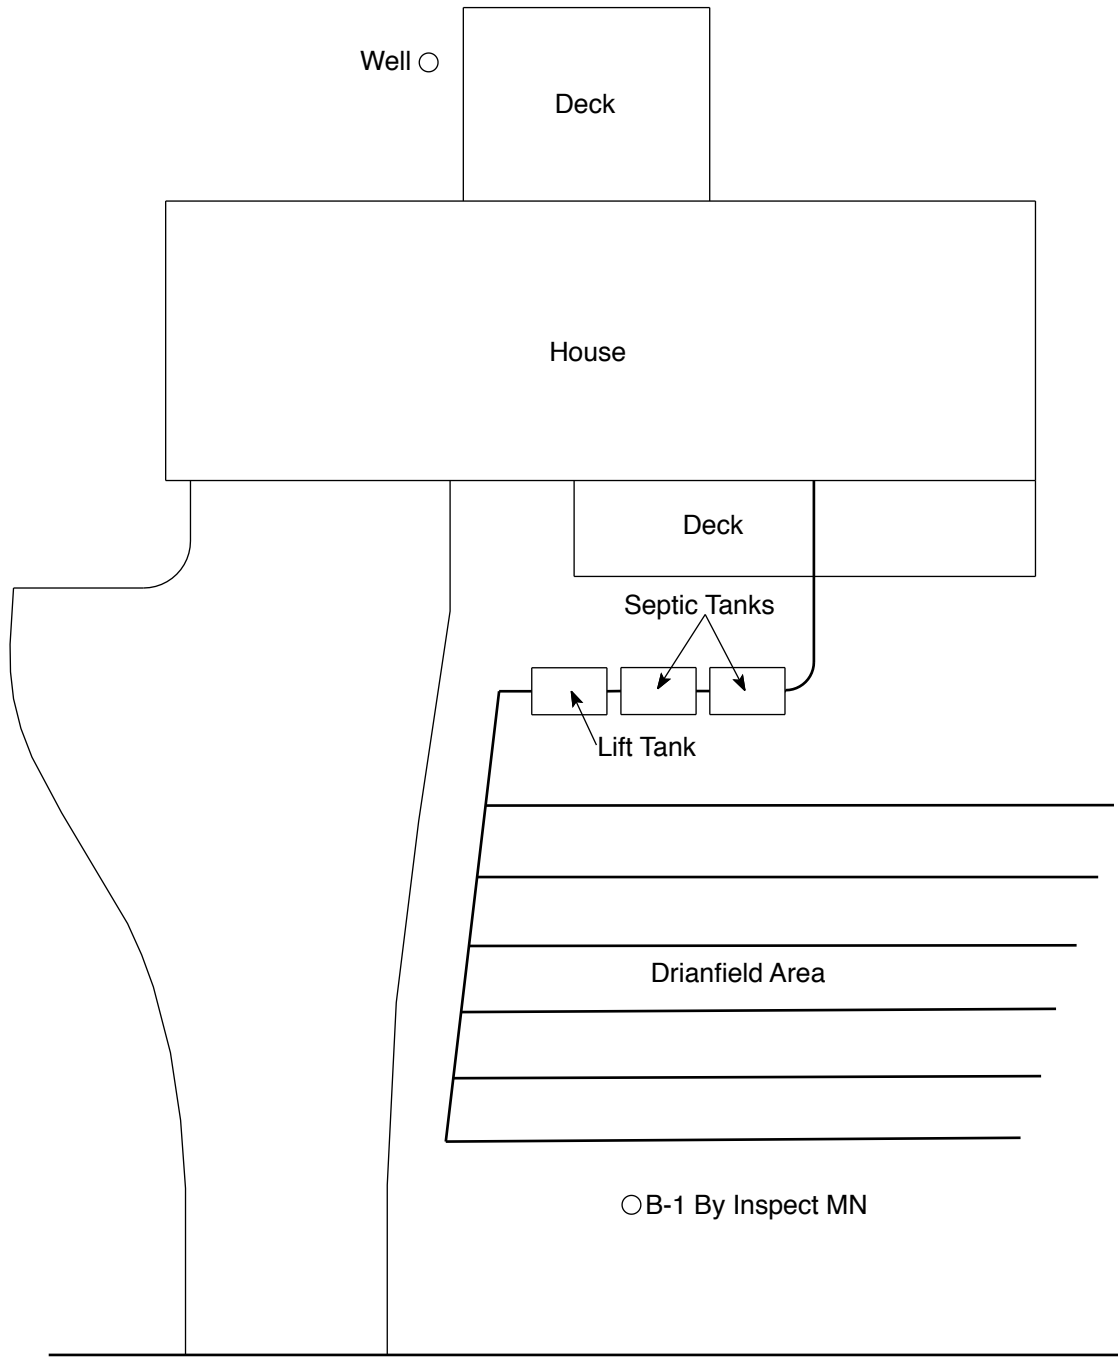 Well
Deck
House
Deck
Septic Tanks
Lift Tank
Drianfield Area
B-1 By Inspect MN